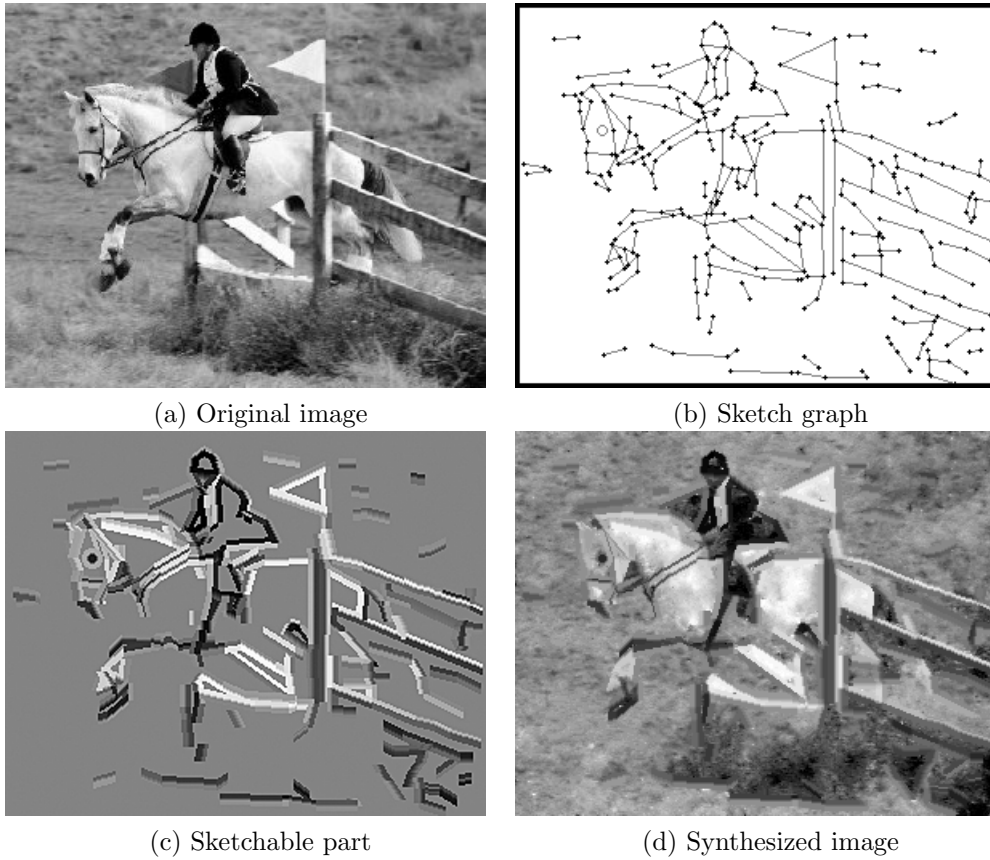 (a) Original image
(b) Sketch graph
(c) Sketchable part
(d) Synthesized image